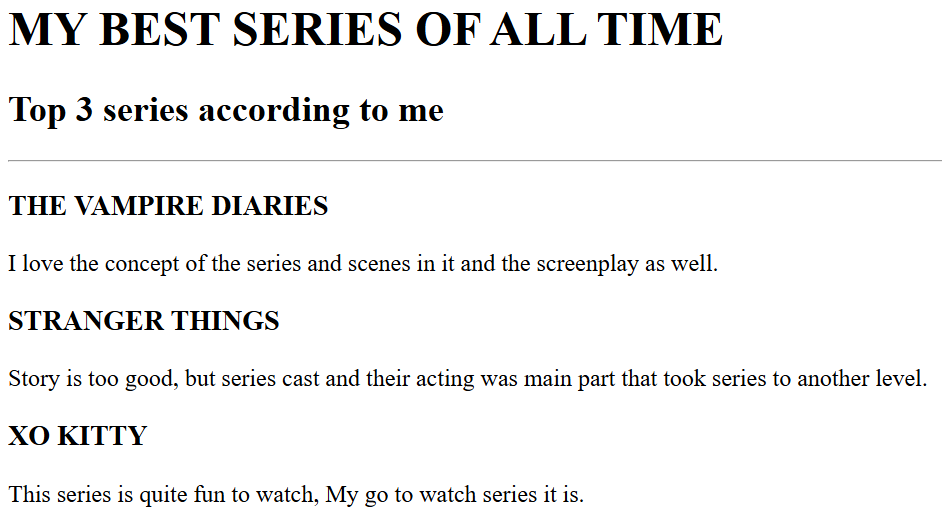 MY BEST SERIES OF ALL TIME
Top 3 series according to me
THE VAMPIRE DIARIES
I love the concept of the series and scenes in it and the screenplay as well.
STRANGER THINGS
Story is too good, but series cast and their acting was main part that took series to another level.
XO KITTY
This series is quite fun to watch, My go to watch series it is.